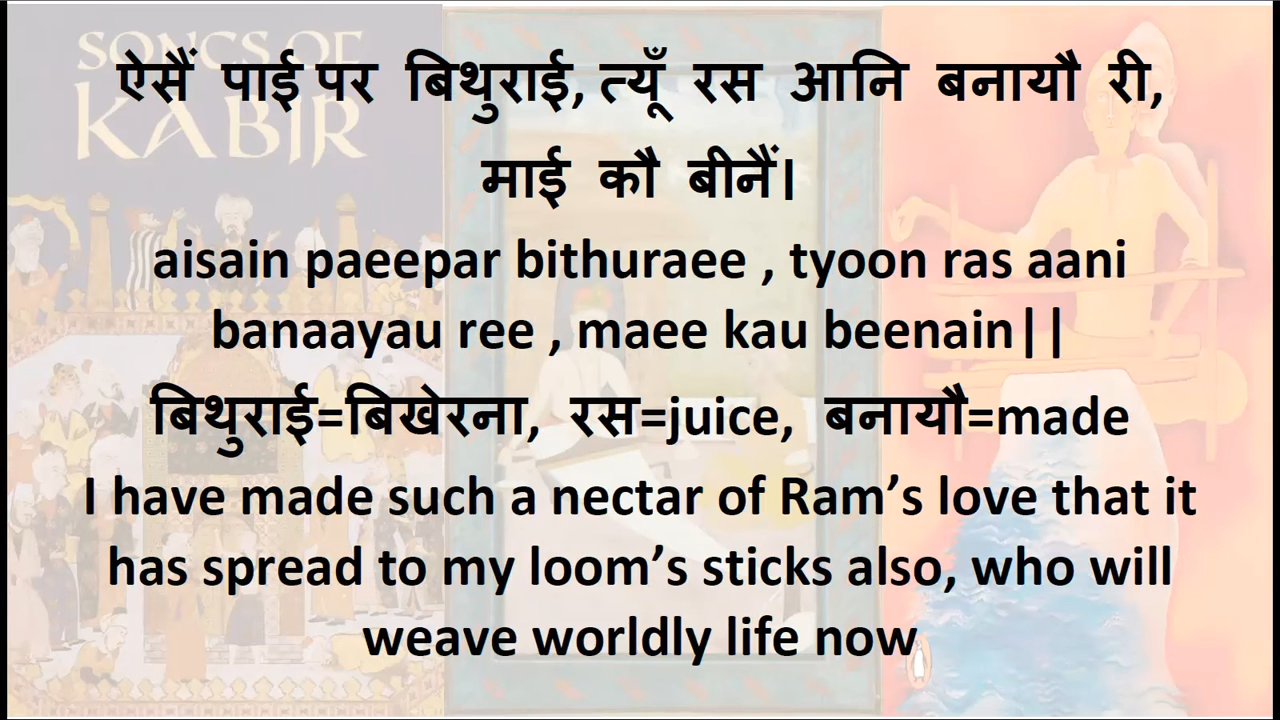 SONGS OF
KABIR
ऐसैं पाई पर बिथुराई, त्यूँ रस आनि बनायौ री,
माई कौ बीनैं।
aisain paeepar bithuraee , tyoon ras aani
banaayau ree , maee kau beenain||
बिथुराई=बिखेरना, रस=juice, बनायौ=made
I have made such a nectar of Ram’s love that it
has spread to my loom’s sticks also, who will
weave worldly life now